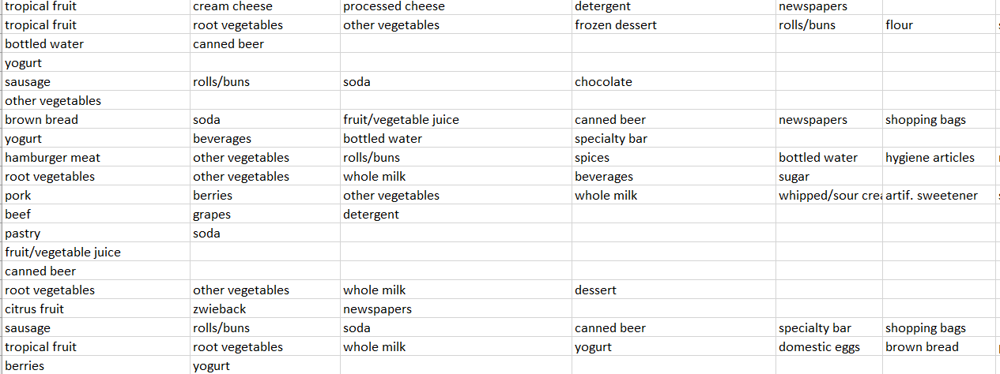 tropical fruit cream cheese processed cheese detergent newspapers
tropical fruit root vegetables other vegetables frozen dessert rolls/buns flour
bottled water canned beer
yogurt
sausage rolls/buns soda chocolate
other vegetables
brown bread soda fruit/vegetable juice canned beer newspapers shopping bags
yogurt beverages bottled water specialty bar
hamburger meat other vegetables rolls/buns spices bottled water hygiene articles
root vegetables other vegetables whole milk beverages sugar
pork berries other vegetables whole milk whipped/sour crea artif. sweetener
beef grapes detergent
pastry soda
fruit/vegetable juice
canned beer
root vegetables other vegetables whole milk dessert
citrus fruit zwieback newspapers
sausage rolls/buns soda canned beer specialty bar shopping bags
tropical fruit root vegetables whole milk yogurt domestic eggs brown bread
berries yogurt